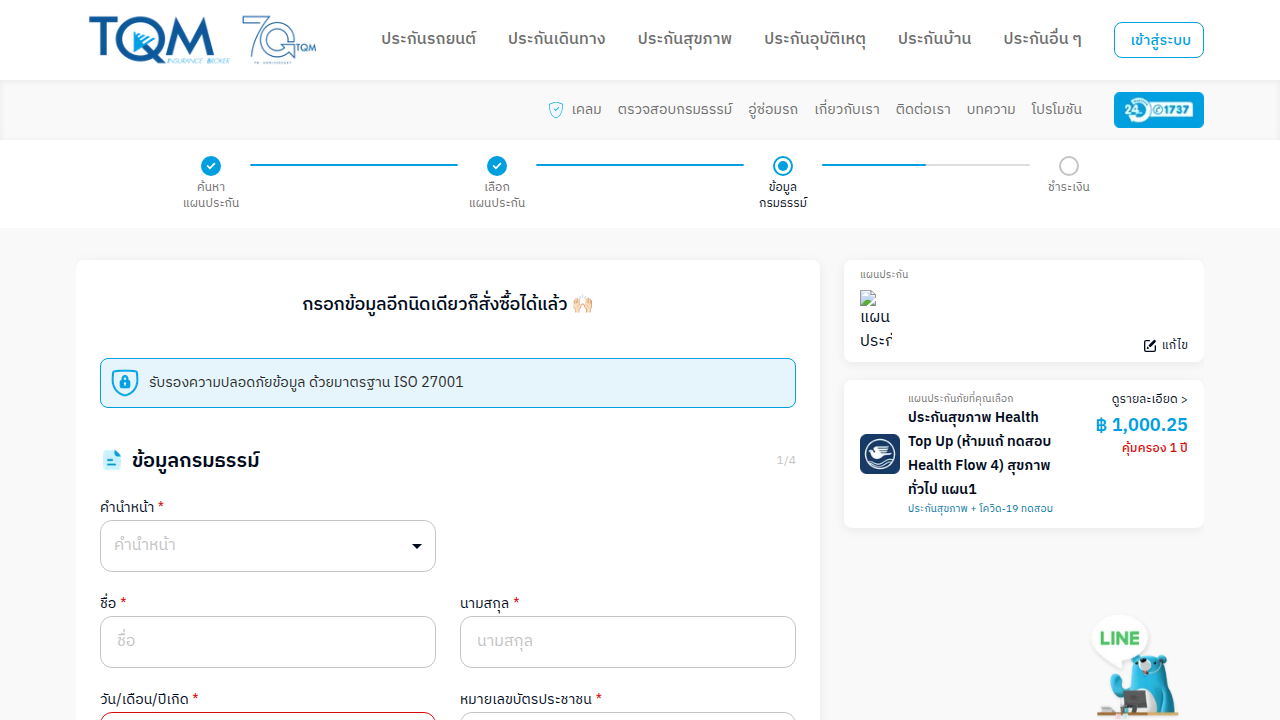 TQM INSURANCE BROKER
70 TQM
7th ANNIVERSARY
ประกันรถยนต์ ประกันเดินทาง ประกันสุขภาพ ประกันอุบัติเหตุ ประกันบ้าน ประกันอื่น ๆ เข้าสู่ระบบ
เคลม ตรวจสอบกรมธรรม์ อู่ซ่อมรถ เกี่ยวกับเรา ติดต่อเรา บทความ โปรโมชัน 24 1737
ค้นหา
แผนประกัน
เลือก
แผนประกัน
ข้อมูล
กรมธรรม์
ชำระเงิน
กรอกข้อมูลอีกนิดเดียวก็สั่งซื้อได้แล้ว 🙌🏻
รับรองความปลอดภัยข้อมูล ด้วยมาตรฐาน ISO 27001
ข้อมูลกรมธรรม์ 1/4
คำนำหน้า *
คำนำหน้า
ชื่อ *
ชื่อ
นามสกุล *
นามสกุล
วัน/เดือน/ปีเกิด *
หมายเลขบัตรประชาชน *
แผนประกัน
แผน
ประกั
แก้ไข
แผนประกันภัยที่คุณเลือก
ประกันสุขภาพ Health
Top Up (ห้ามแก้ ทดสอบ
Health Flow 4) สุขภาพ
ทั่วไป แผน1
ประกันสุขภาพ + โควิด-19 ทดสอบ
ดูรายละเอียด >
฿ 1,000.25
คุ้มครอง 1 ปี
LINE